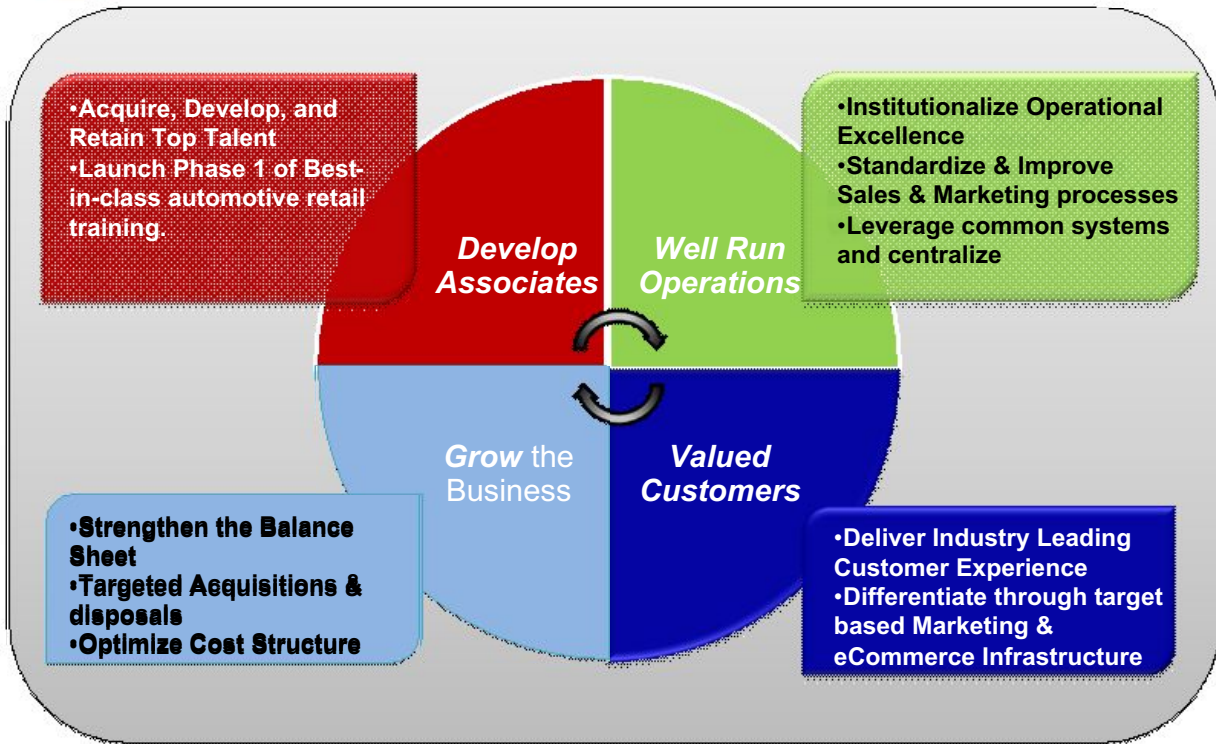 •Acquire, Develop, and
Retain Top Talent
•Launch Phase 1 of Best-
in-class automotive retail
training.
•Institutionalize Operational
Excellence
•Standardize & Improve
Sales & Marketing processes
•Leverage common systems
and centralize
Develop
Associates
Well Run
Operations
Grow the
Business
Valued
Customers
•Strengthen the Balance
Sheet
•Targeted Acquisitions &
disposals
•Optimize Cost Structure
•Deliver Industry Leading
Customer Experience
•Differentiate through target
based Marketing &
eCommerce Infrastructure